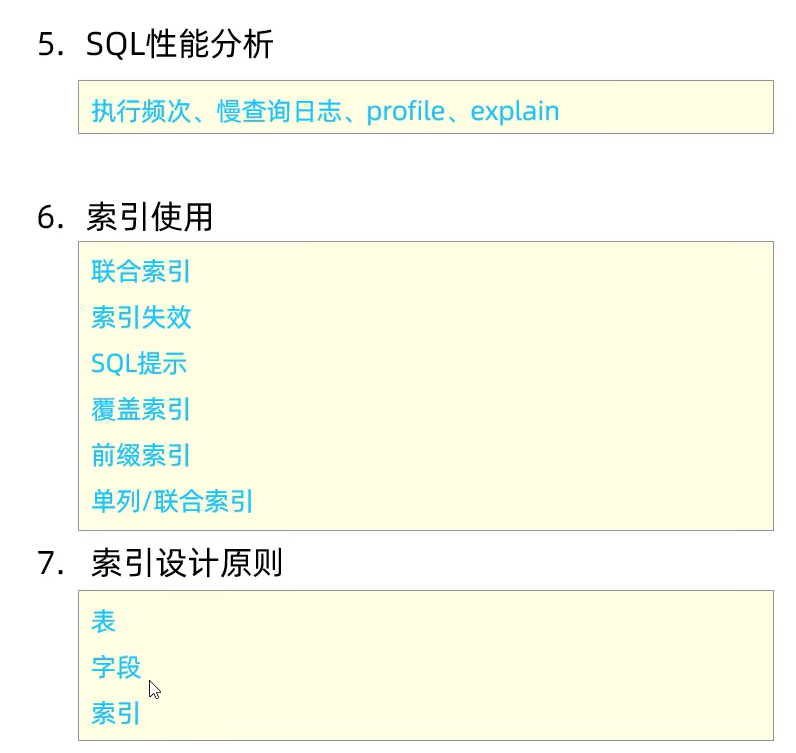 5. SQL性能分析
执行频次、慢查询日志、profile、explain
6. 索引使用
联合索引
索引失效
SQL提示
覆盖索引
前缀索引
单列/联合索引
7. 索引设计原则
表
字段
索引